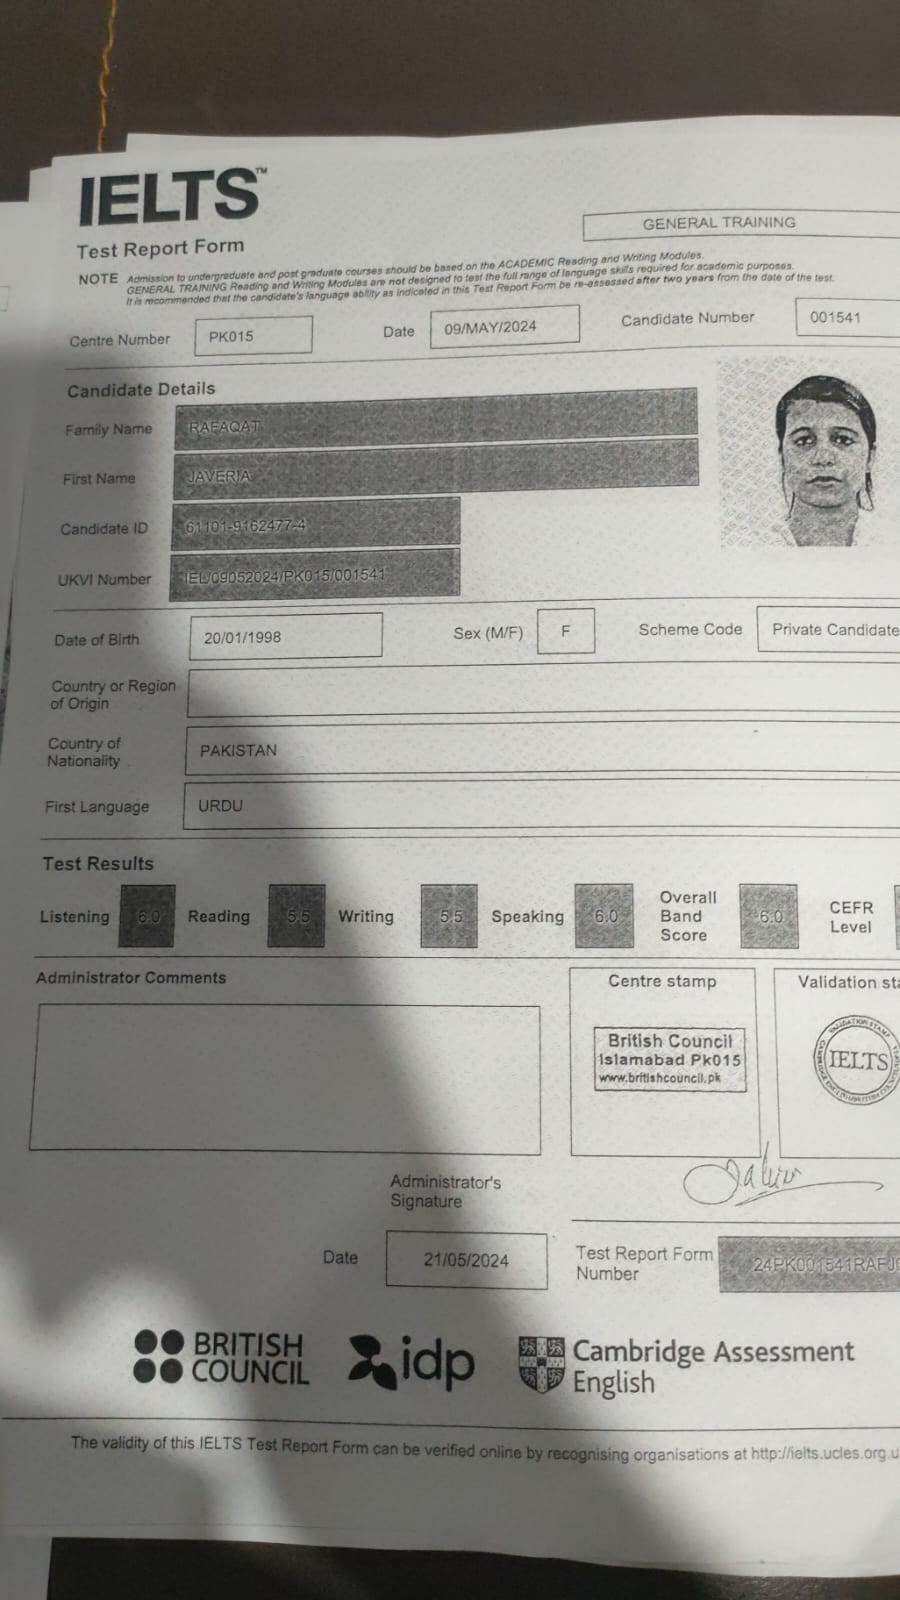 IELTS™
GENERAL TRAINING
Test Report Form
NOTE Admission to undergraduate and post graduate courses should be based on the ACADEMIC Reading and Writing Modules.
GENERAL TRAINING Reading and Writing Modules are not designed to test the full range of language skills required for academic purposes.
It is recommended that the candidate's language ability as indicated in this Test Report Form be re-assessed after two years from the date of the test.
Centre Number PK015 Date 09/MAY/2024 Candidate Number 001541
Candidate Details
Family Name RAFAQAT
First Name JAVERIA
Candidate ID 61101-9162477-4
UKVI Number IEL/09052024/PK015/001541
Date of Birth 20/01/1998 Sex (M/F) F Scheme Code Private Candidate
Country or Region
of Origin
Country of
Nationality PAKISTAN
First Language URDU
Test Results
Listening 6.0 Reading 5.5 Writing 5.5 Speaking 6.0 Overall Band Score 6.0 CEFR Level
Administrator Comments
Centre stamp
Validation sta
British Council
Islamabad Pk015
www.britishcouncil.pk
VALIDATION STAMP
IELTS
Administrator's
Signature
Date 21/05/2024 Test Report Form
Number 24PK001541RAFJ
BRITISH
COUNCIL
idp
Cambridge Assessment
English
The validity of this IELTS Test Report Form can be verified online by recognising organisations at http://ielts.ucles.org.u